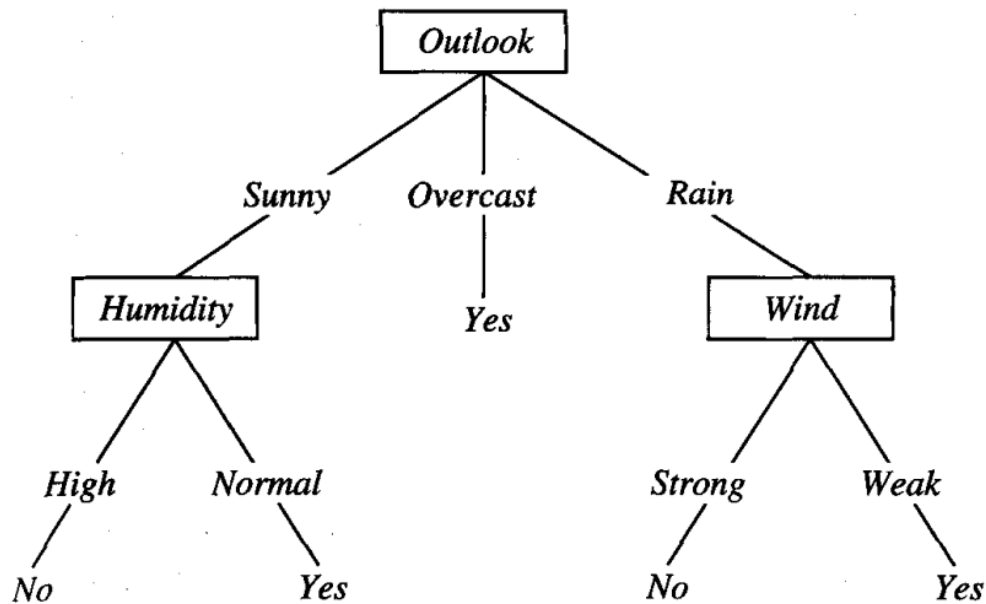 Outlook
Sunny Overcast Rain
Humidity Yes Wind
High Normal Strong Weak
No Yes No Yes